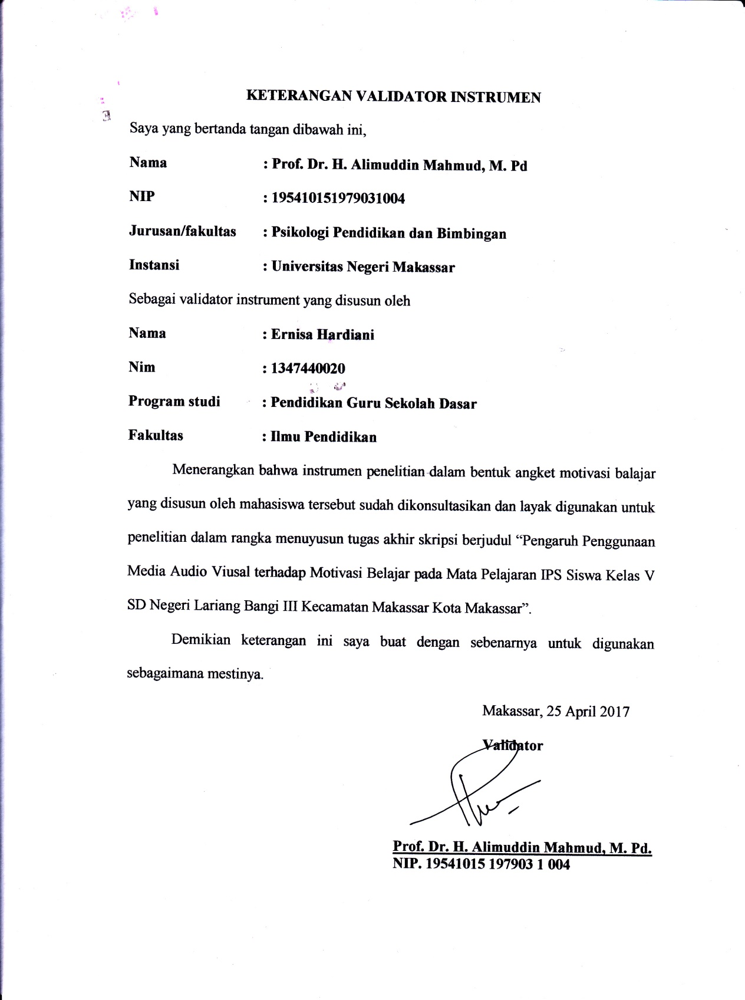 KETERANGAN VALIDATOR INSTRUMEN
Saya yang bertanda tangan dibawah ini,
Nama : Prof. Dr. H. Alimuddin Mahmud, M. Pd
NIP : 195410151979031004
Jurusan/fakultas : Psikologi Pendidikan dan Bimbingan
Instansi : Universitas Negeri Makassar
Sebagai validator instrument yang disusun oleh
Nama : Ernisa Hardiani
Nim : 1347440020
Program studi : Pendidikan Guru Sekolah Dasar
Fakultas : Ilmu Pendidikan
Menerangkan bahwa instrumen penelitian dalam bentuk angket motivasi balajar
yang disusun oleh mahasiswa tersebut sudah dikonsultasikan dan layak digunakan untuk
penelitian dalam rangka menuyusun tugas akhir skripsi berjudul “Pengaruh Penggunaan
Media Audio Viusal terhadap Motivasi Belajar pada Mata Pelajaran IPS Siswa Kelas V
SD Negeri Lariang Bangi III Kecamatan Makassar Kota Makassar”.
Demikian keterangan ini saya buat dengan sebenarnya untuk digunakan
sebagaimana mestinya.
Makassar, 25 April 2017
Validator
Prof. Dr. H. Alimuddin Mahmud, M. Pd.
NIP. 19541015 197903 1 004